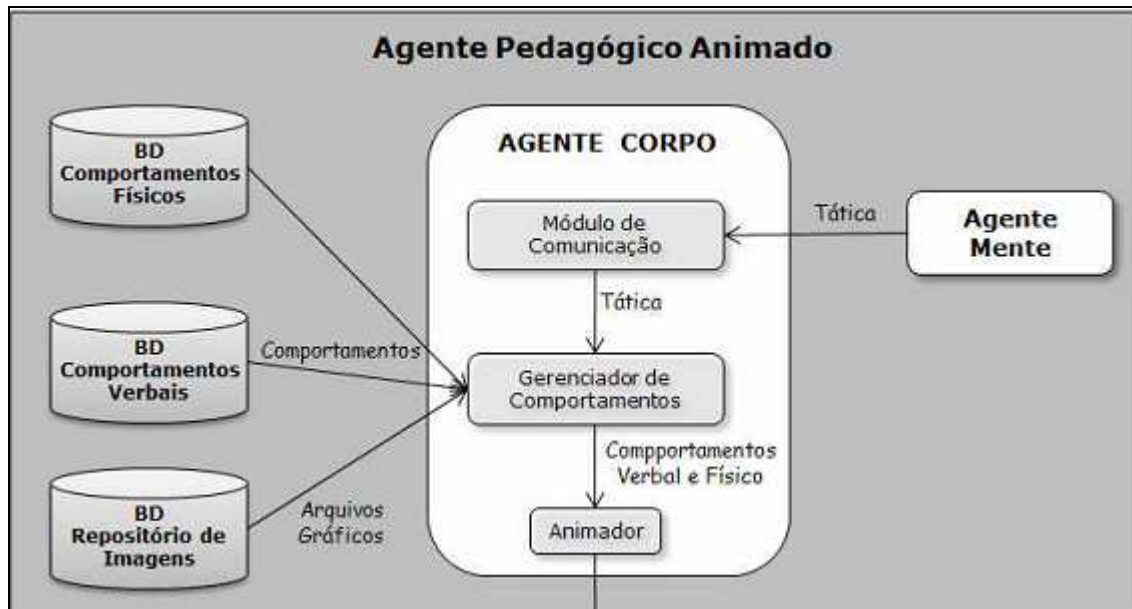 Agente Pedagógico Animado
BD
Comportamentos
Físicos
AGENTE CORPO
Módulo de
Comunicação
Tática
Agente
Mente
Tática
BD
Comportamentos
Verbais
Comportamentos
Gerenciador de
Comportamentos
Compportamentos
Verbal e Físico
BD
Repositório de
Imagens
Arquivos
Gráficos
Animador